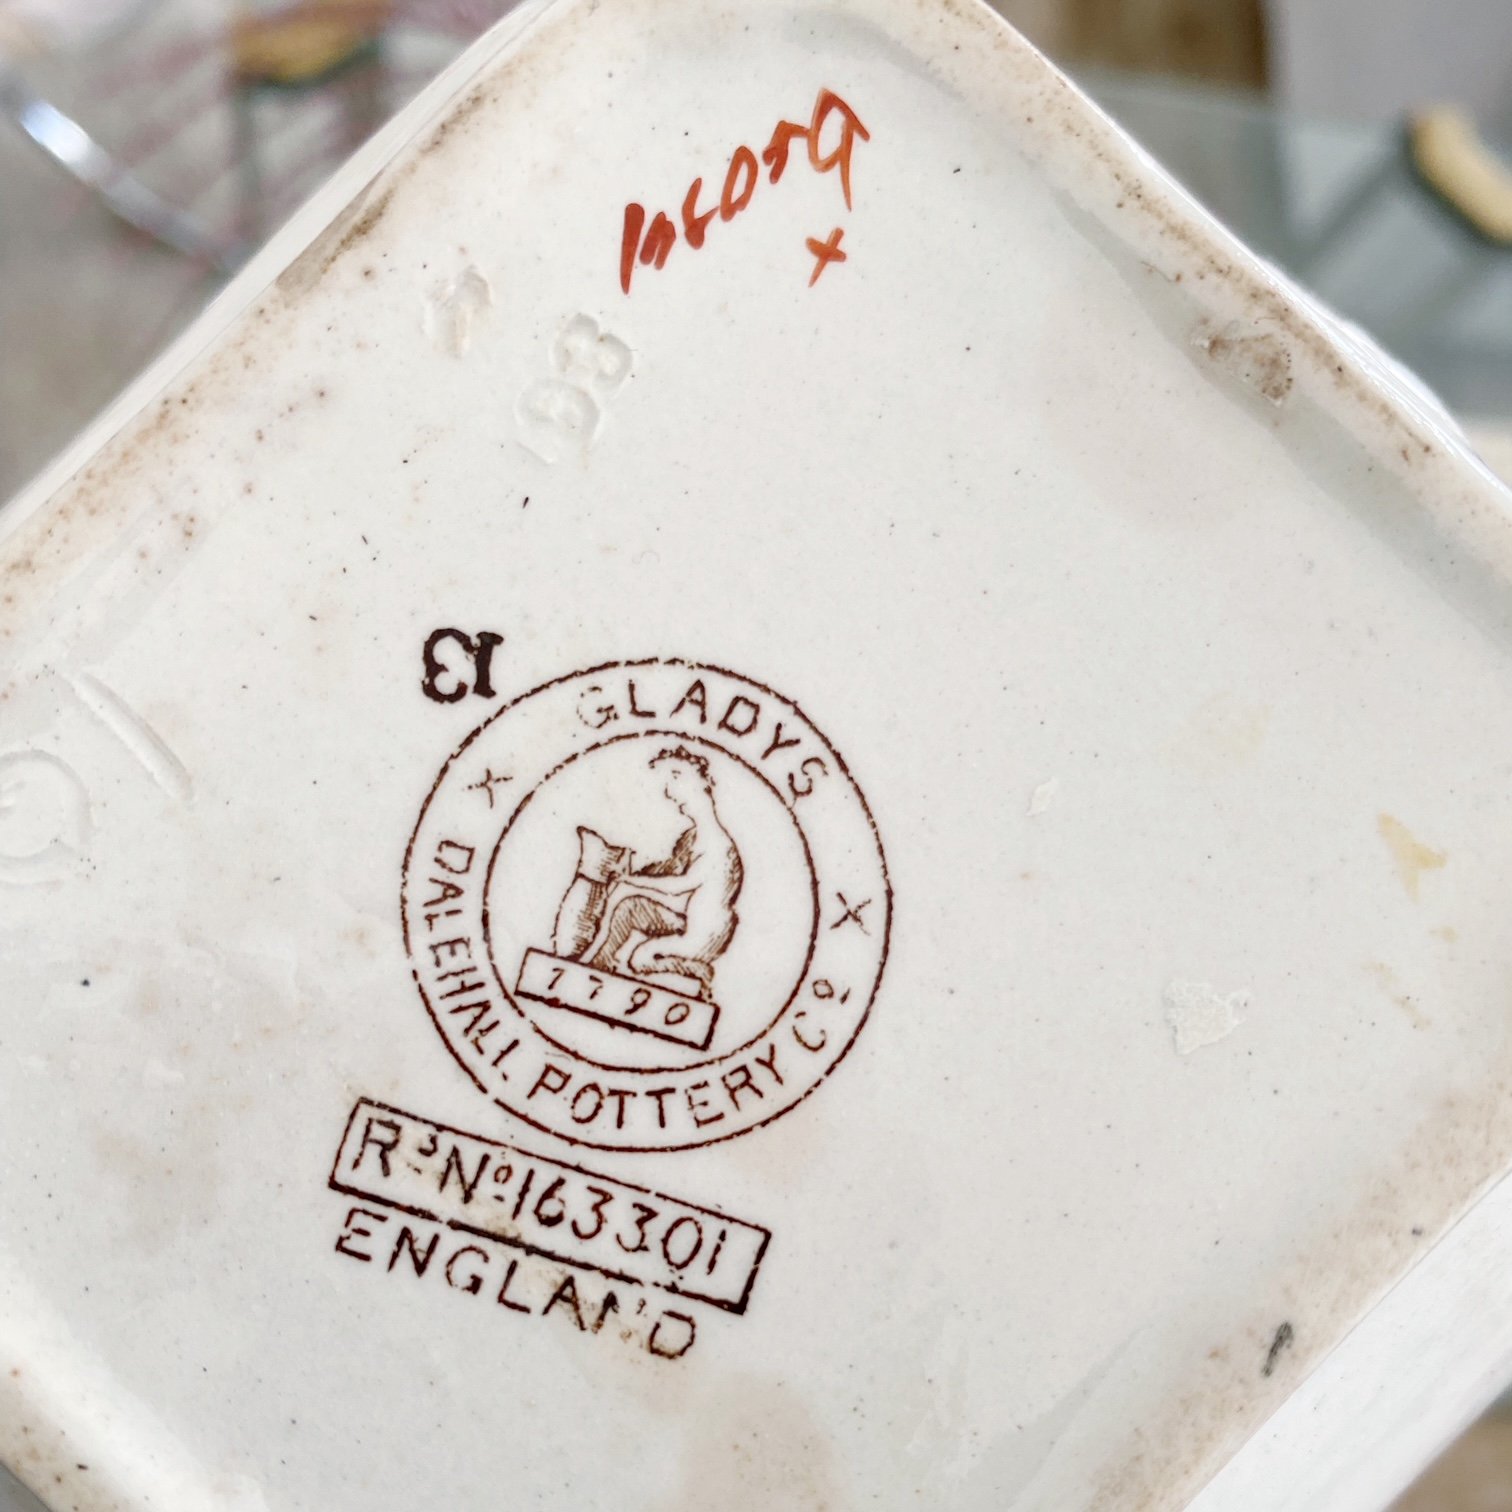 13
GLADYS
1790
DALEHALL POTTERY Cº
Rᵈ Nº 163301
ENGLAND